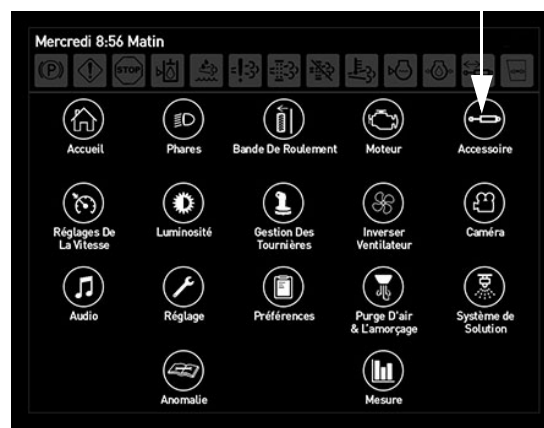 Mercredi 8:56 Matin
(P) STOP
Accueil Phares Bande De Roulement Moteur Accessoire
Réglages De La Vitesse Luminosité Gestion Des Tournières Inverser Ventilateur Caméra
Audio Réglage Préférences Purge D'air & L'amorçage Système de Solution
Anomalie Mesure